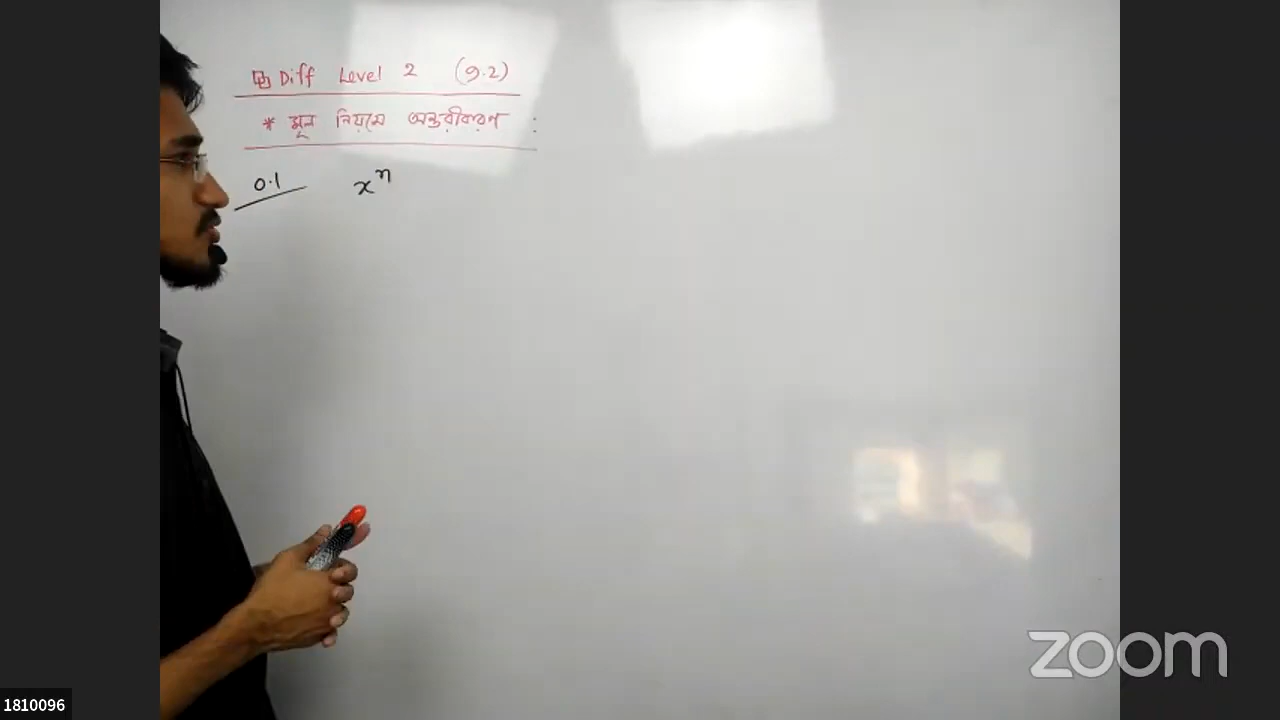 Diff Level 2 (9.2)
* মূল নিয়মে অন্তরীকরণ :
0.1 xⁿ
zoom
1810096